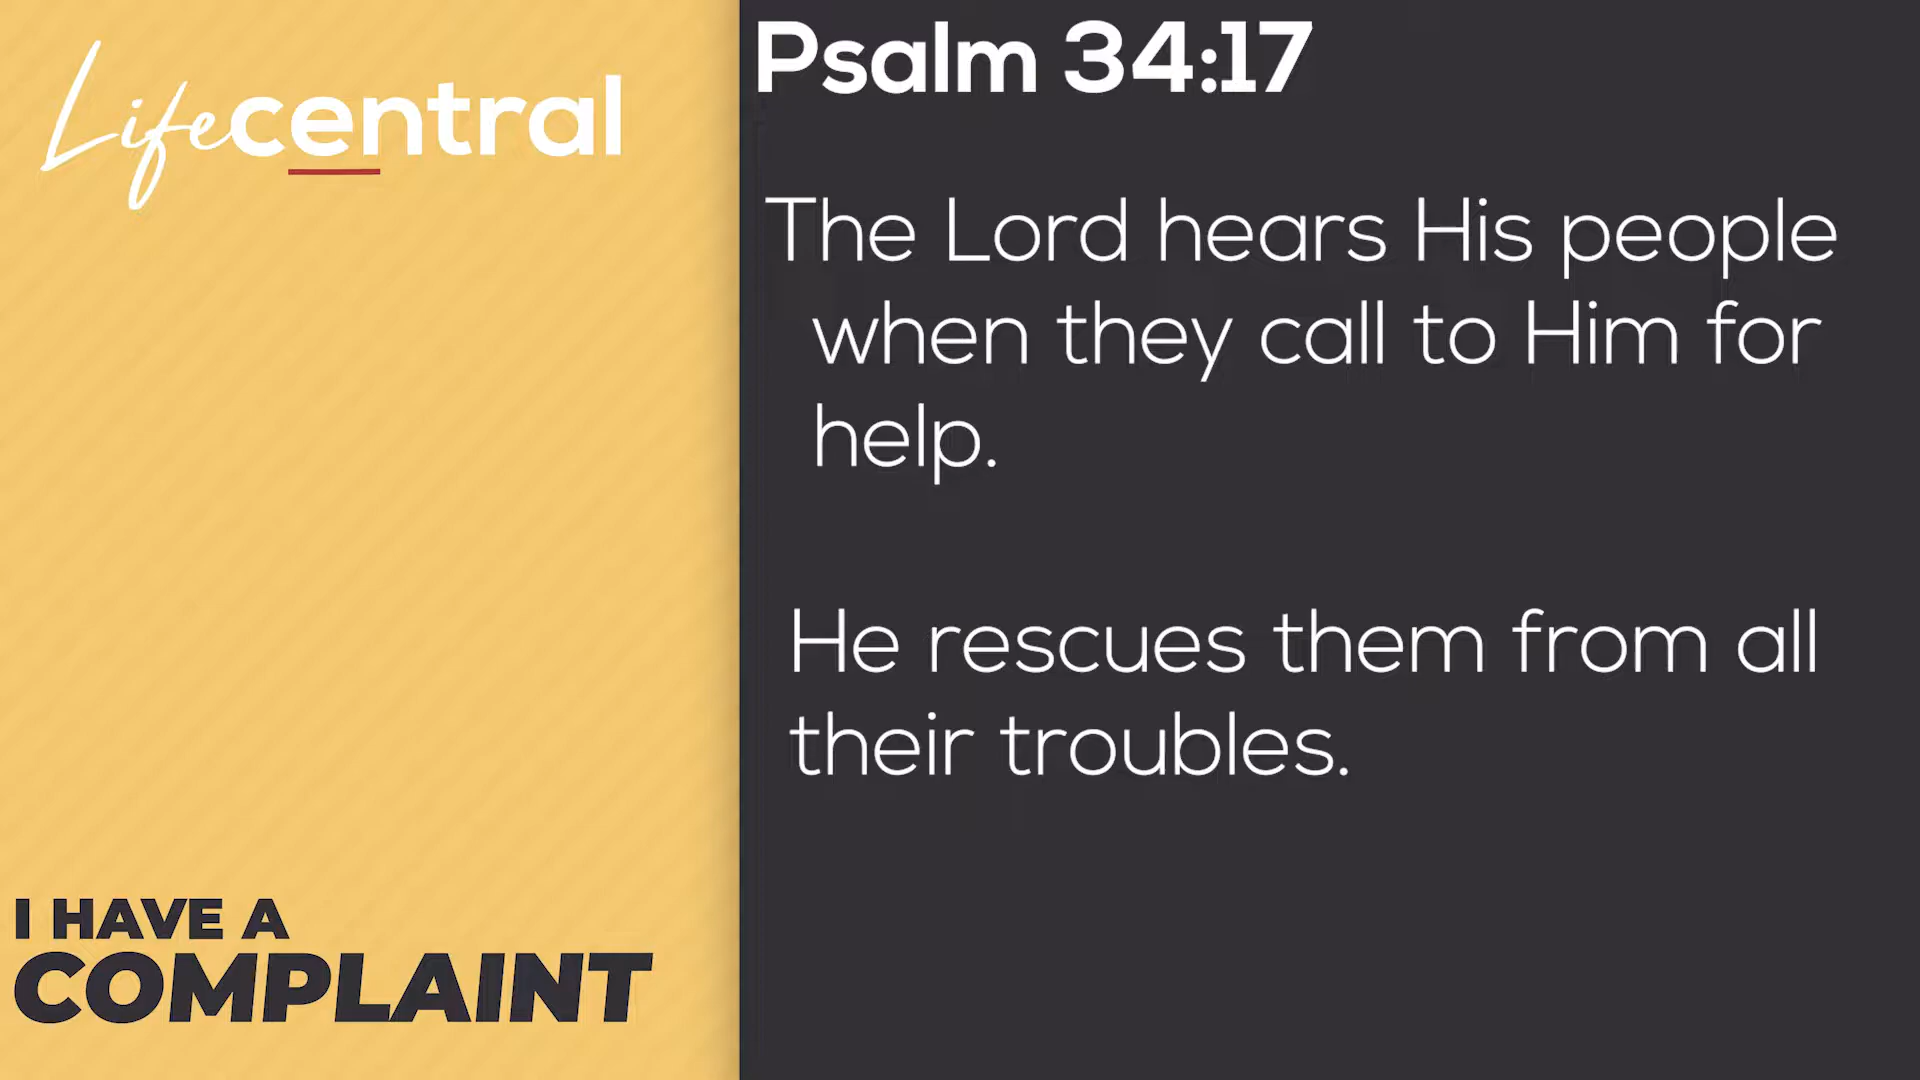 Lifecentral
I HAVE A
COMPLAINT
Psalm 34:17
The Lord hears His people
when they call to Him for
help.
He rescues them from all
their troubles.